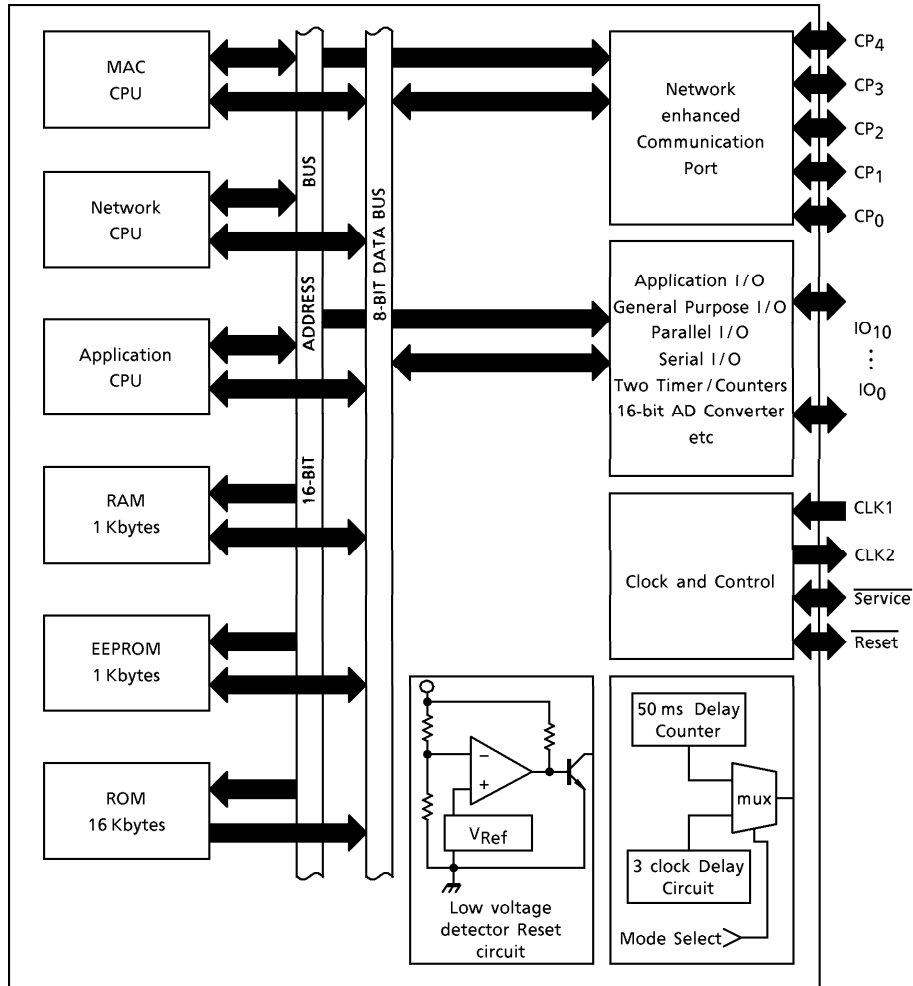 MAC
CPU
Network
CPU
Application
CPU
RAM
1 Kbytes
EEPROM
1 Kbytes
ROM
16 Kbytes
16-BIT ADDRESS BUS
8-BIT DATA BUS
Network
enhanced
Communication
Port
CP4
CP3
CP2
CP1
CP0
Application I/O
General Purpose I/O
Parallel I/O
Serial I/O
Two Timer/Counters
16-bit AD Converter
etc
IO10
⋮
IO0
Clock and Control
CLK1
CLK2
Service
Reset
−
+
VRef
Low voltage
detector Reset
circuit
50 ms Delay
Counter
mux
3 clock Delay
Circuit
Mode Select